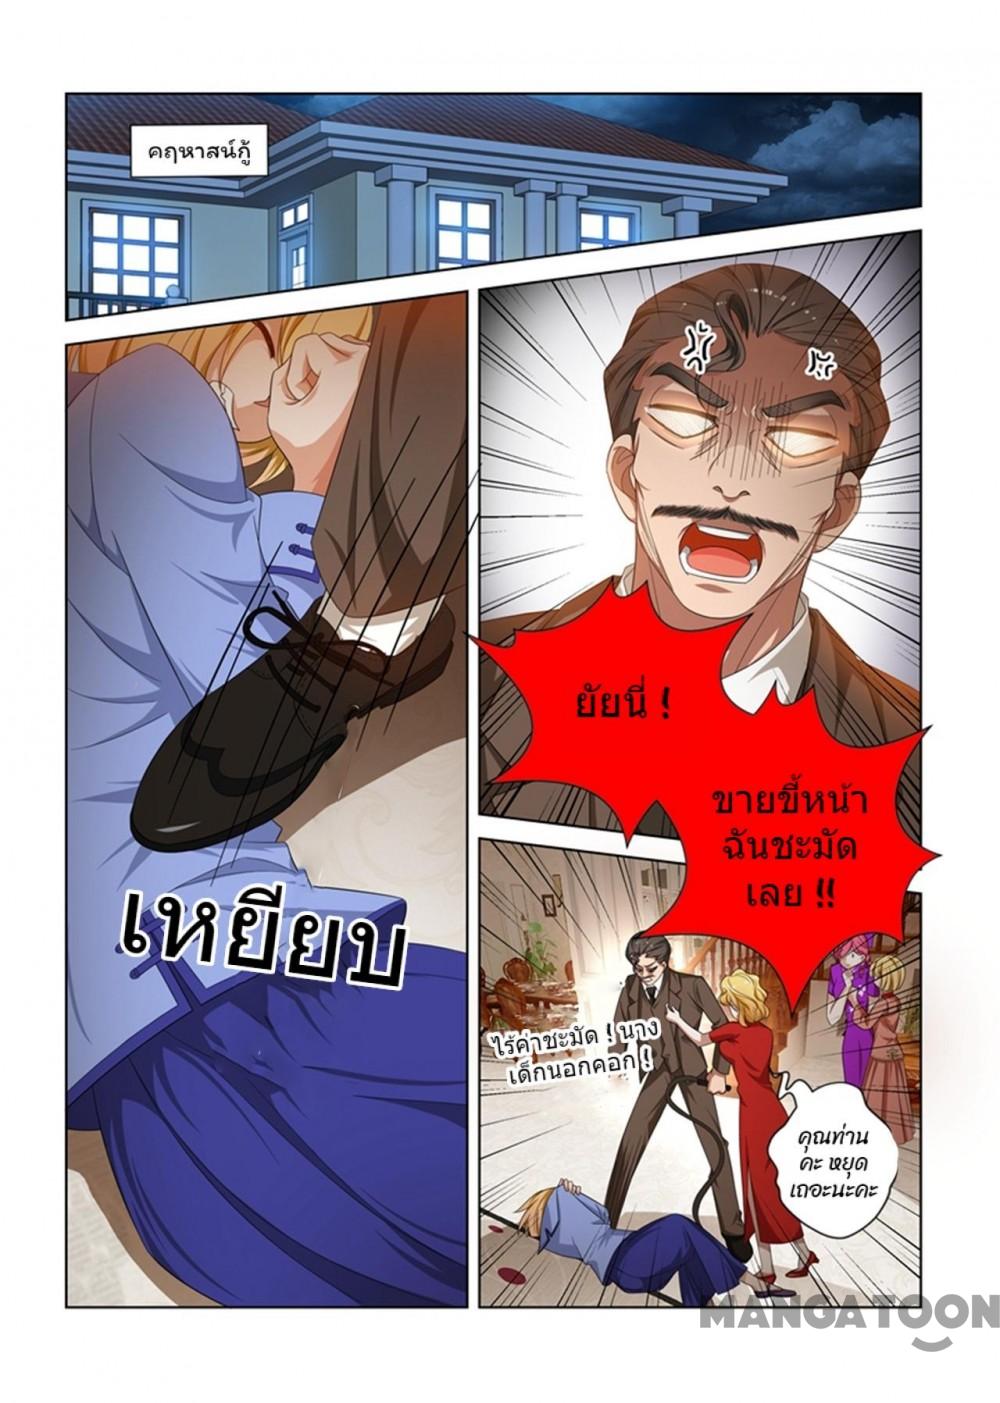 คฤหาสน์กู้
ยัยนี่ !
ขายขี้หน้า
ฉันชะมัด
เลย !!
เหยียบ
ไร้ค่าชะมัด ! นาง
เด็กนอกคอก !
คุณท่าน
คะ หยุด
เถอะนะคะ
MANGATOON